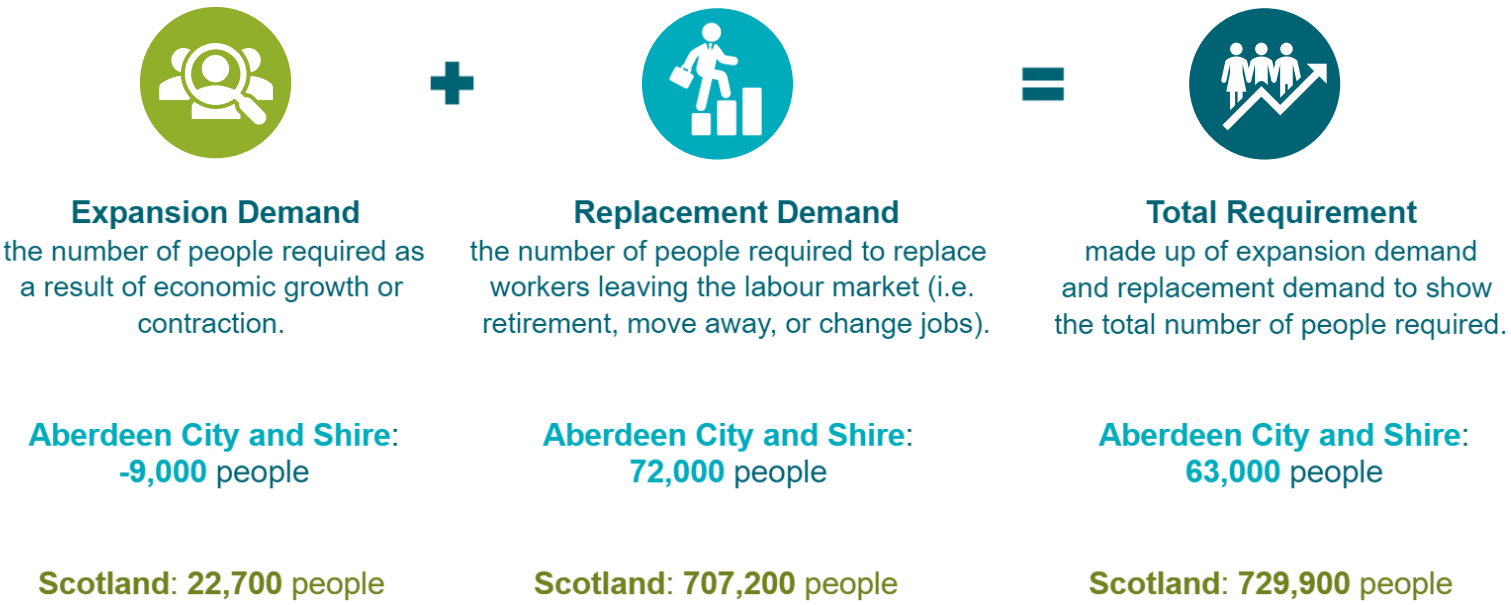 +
=
Expansion Demand
the number of people required as
a result of economic growth or
contraction.
Replacement Demand
the number of people required to replace
workers leaving the labour market (i.e.
retirement, move away, or change jobs).
Total Requirement
made up of expansion demand
and replacement demand to show
the total number of people required.
Aberdeen City and Shire:
-9,000 people
Aberdeen City and Shire:
72,000 people
Aberdeen City and Shire:
63,000 people
Scotland: 22,700 people
Scotland: 707,200 people
Scotland: 729,900 people